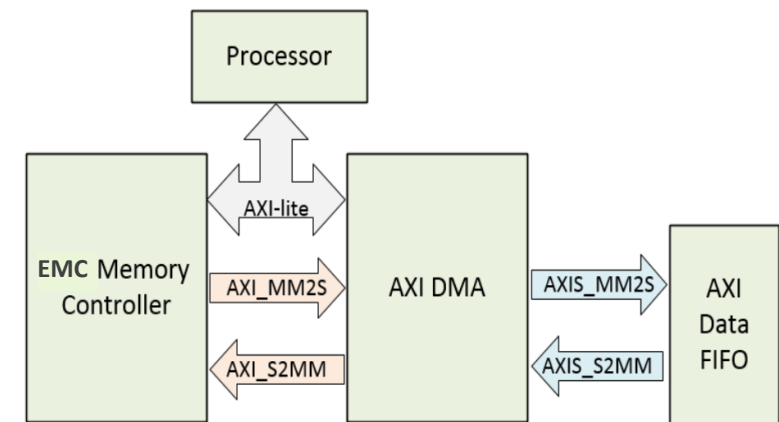 Processor
AXI-lite
EMC Memory
Controller
AXI_MM2S
AXI_S2MM
AXI DMA
AXIS_MM2S
AXIS_S2MM
AXI
Data
FIFO